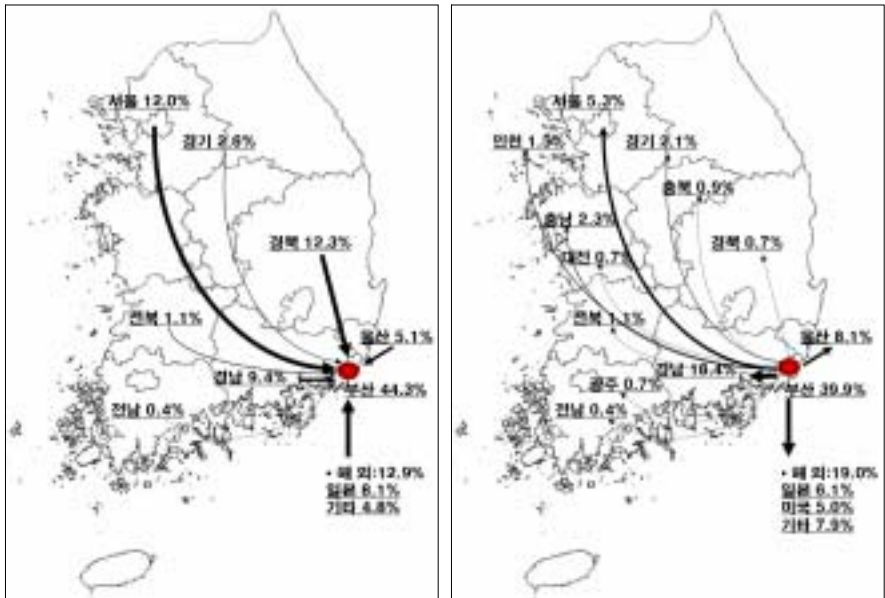 서울 12.0%
경기 2.6%
경북 12.3%
전북 1.1%
울산 5.1%
경남 9.4%
부산 44.3%
전남 0.4%
• 해 외:12.9%
일본 8.1%
기타 4.8%
서울 5.3%
인천 1.5%
경기 2.1%
충북 0.9%
충남 2.3%
경북 0.7%
대전 0.7%
전북 1.1%
울산 8.1%
경남 16.4%
광주 0.7%
부산 39.9%
전남 0.4%
• 해 외:19.0%
일본 6.1%
미국 5.0%
기타 7.9%